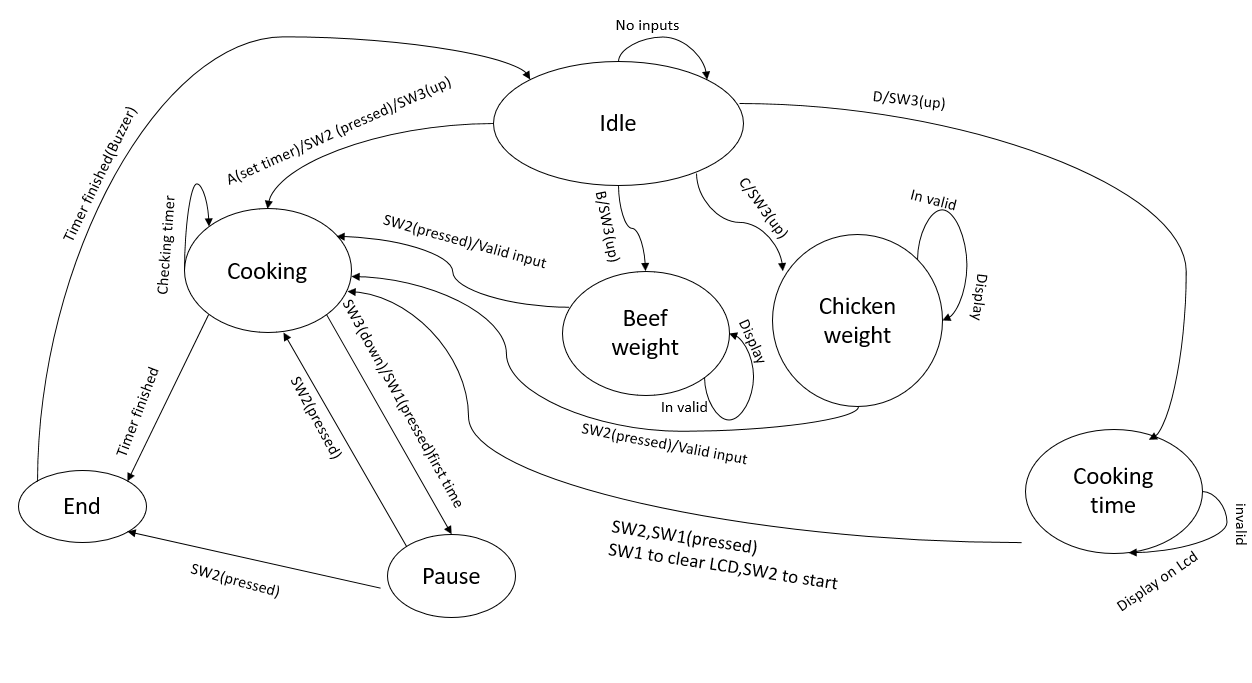 No inputs
Idle
D/SW3(up)
A(set timer)/SW2 (pressed)/SW3(up)
Timer finished(Buzzer)
B/SW3(up)
C/SW3(up)
In valid
Display
Checking timer
Cooking
SW2(pressed)/Valid input
Chicken
weight
Beef
weight
Display
In valid
SW3(down)/SW1(pressed)first time
SW2(pressed)
Timer finished
SW2(pressed)/Valid input
Cooking
time
invalid
Display on Lcd
End
SW2,SW1(pressed)
SW1 to clear LCD,SW2 to start
Pause
SW2(pressed)